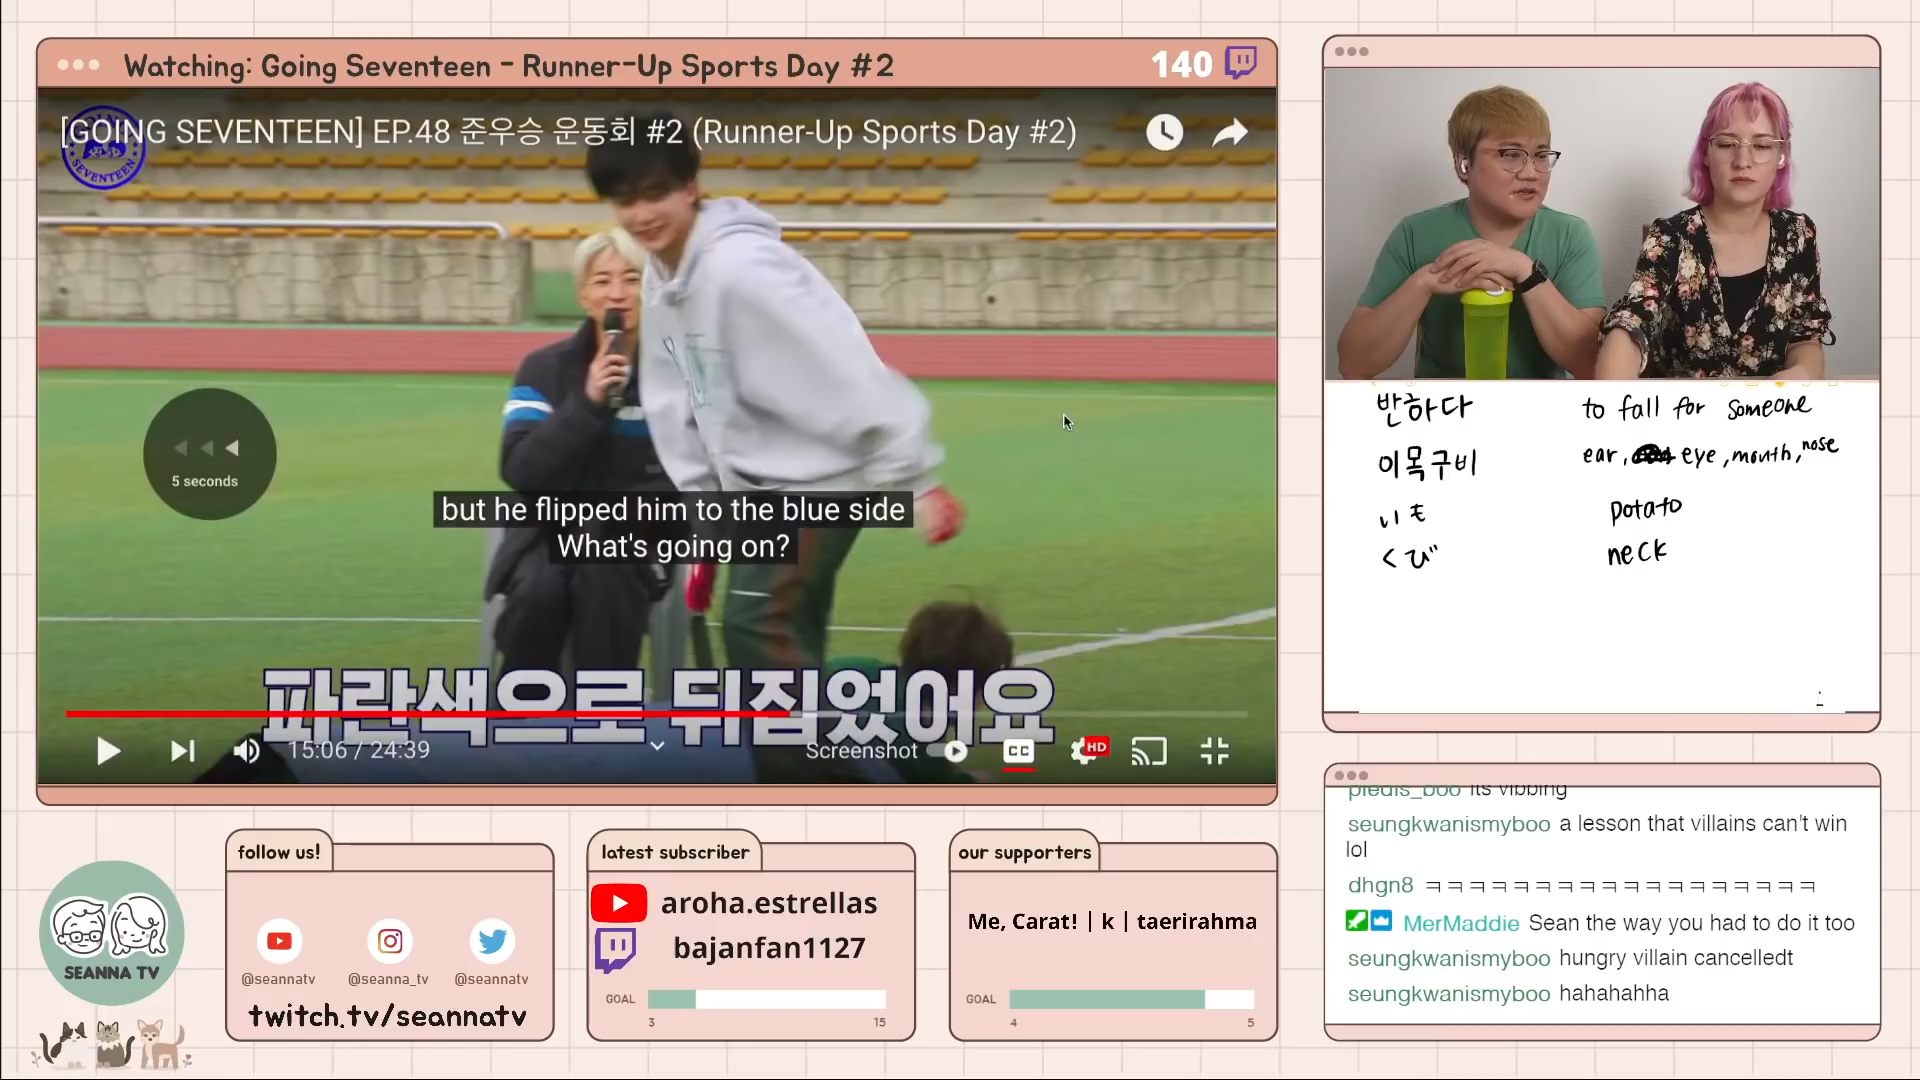 Watching: Going Seventeen - Runner-Up Sports Day #2
140
[GOING SEVENTEEN] EP.48 준우승 운동회 #2 (Runner-Up Sports Day #2)
SEVENTEEN
5 seconds
but he flipped him to the blue side
What's going on?
파란색으로 뒤집었어요
15:06 / 24:39
Screenshot
CC
HD
반하다 to fall for someone
이목구비 ear, eye, mouth, nose
いも potato
くび neck
pledis_boo its vibbing
seungkwanismyboo a lesson that villains can't win
lol
dhgn8 ㅋㅋㅋㅋㅋㅋㅋㅋㅋㅋㅋㅋㅋㅋㅋㅋㅋㅋ
MerMaddie Sean the way you had to do it too
seungkwanismyboo hungry villain cancelledt
seungkwanismyboo hahahahha
SEANNA TV
follow us!
@seannatv
@seanna_tv
@seannatv
twitch.tv/seannatv
latest subscriber
aroha.estrellas
bajanfan1127
GOAL
3
15
our supporters
Me, Carat! | k | taerirahma
GOAL
4
5